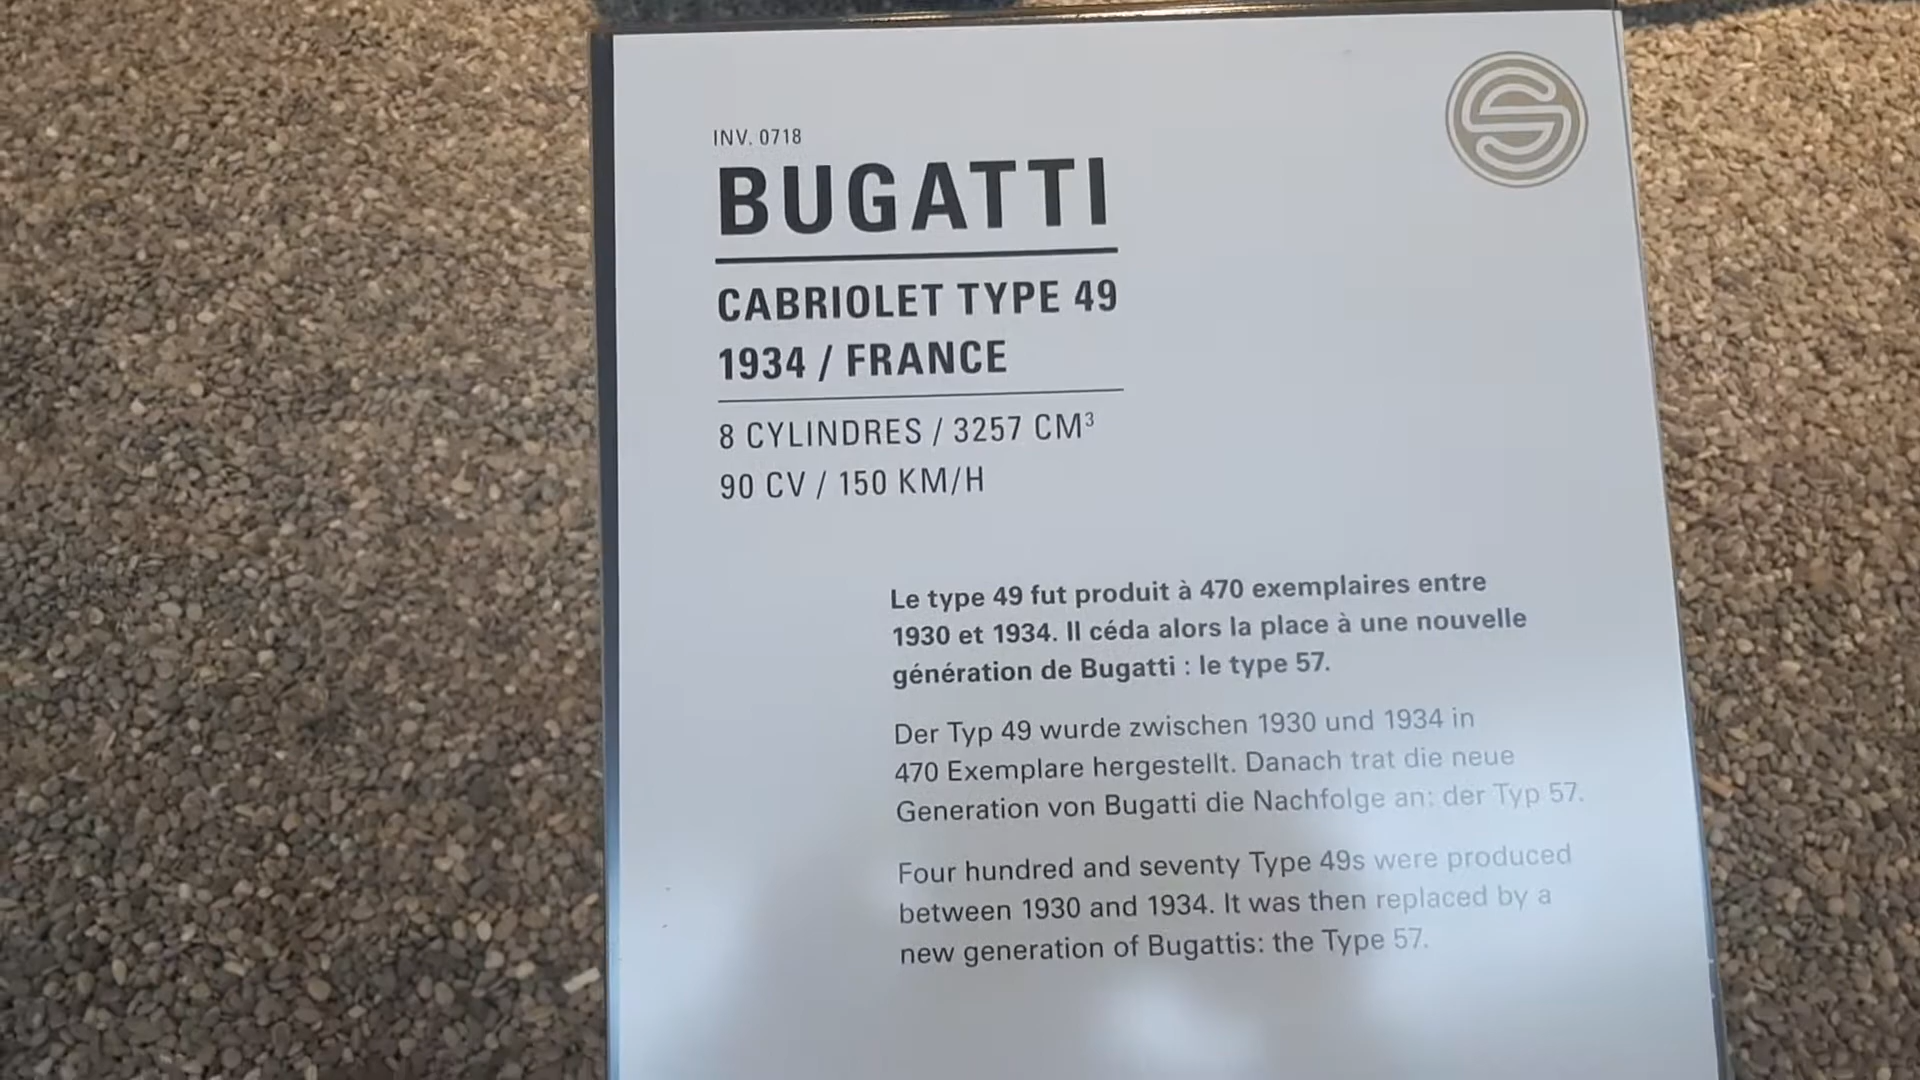 INV. 0718
BUGATTI
CABRIOLET TYPE 49
1934 / FRANCE
8 CYLINDRES / 3257 CM³
90 CV / 150 KM/H
Le type 49 fut produit à 470 exemplaires entre
1930 et 1934. Il céda alors la place à une nouvelle
génération de Bugatti : le type 57.
Der Typ 49 wurde zwischen 1930 und 1934 in
470 Exemplare hergestellt. Danach trat die neue
Generation von Bugatti die Nachfolge an: der Typ 57.
Four hundred and seventy Type 49s were produced
between 1930 and 1934. It was then replaced by a
new generation of Bugattis: the Type 57.